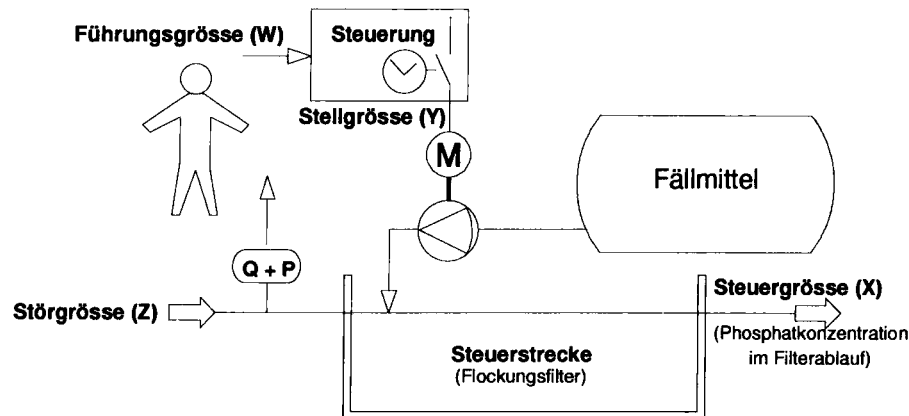 Führungsgrösse (W)
Steuerung
Stellgrösse (Y)
M
Fällmittel
Q + P
Störgrösse (Z)
Steuergrösse (X)
(Phosphatkonzentration
im Filterablauf)
Steuerstrecke
(Flockungsfilter)